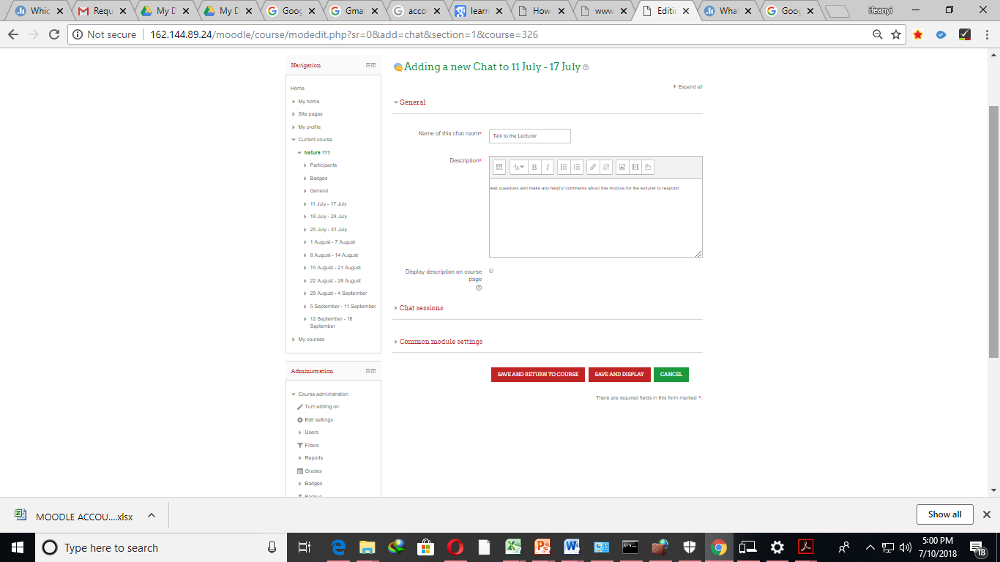 Whic
Requ
My D
My D
Goog
Gmai
acco
learn
How
www
Editin
What
Goog
ifeanyi
Not secure
162.144.89.24/moodle/course/modedit.php?sr=0&add=chat&section=1&course=326
Navigation
Home
My home
Site pages
My profile
Current course
Nature 111
Participants
Badges
General
11 July - 17 July
18 July - 24 July
25 July - 31 July
1 August - 7 August
8 August - 14 August
15 August - 21 August
22 August - 28 August
29 August - 4 September
5 September - 11 September
12 September - 18
September
My courses
Administration
Course administration
Turn editing on
Edit settings
Users
Filters
Reports
Grades
Badges
Backup
Adding a new Chat to 11 July - 17 July
Expand all
General
Name of this chat room*
Talk to the Lecturer
Description*
B I
Ask questions and make any helpful comments about this module for the lecturer to respond
Display description on course
page
Chat sessions
Common module settings
SAVE AND RETURN TO COURSE
SAVE AND DISPLAY
CANCEL
There are required fields in this form marked *.
MOODLE ACCOU....xlsx
Show all
Type here to search
5:00 PM
7/10/2018
18